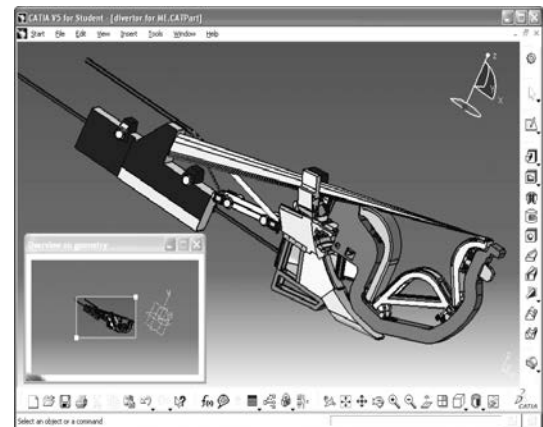 CATIA V5 for Student - [divertor for ME.CATPart]
Start File Edit View Insert Tools Window Help
z
x
Overview on geometry
y
f(x)
CATIA
Select an object or a command